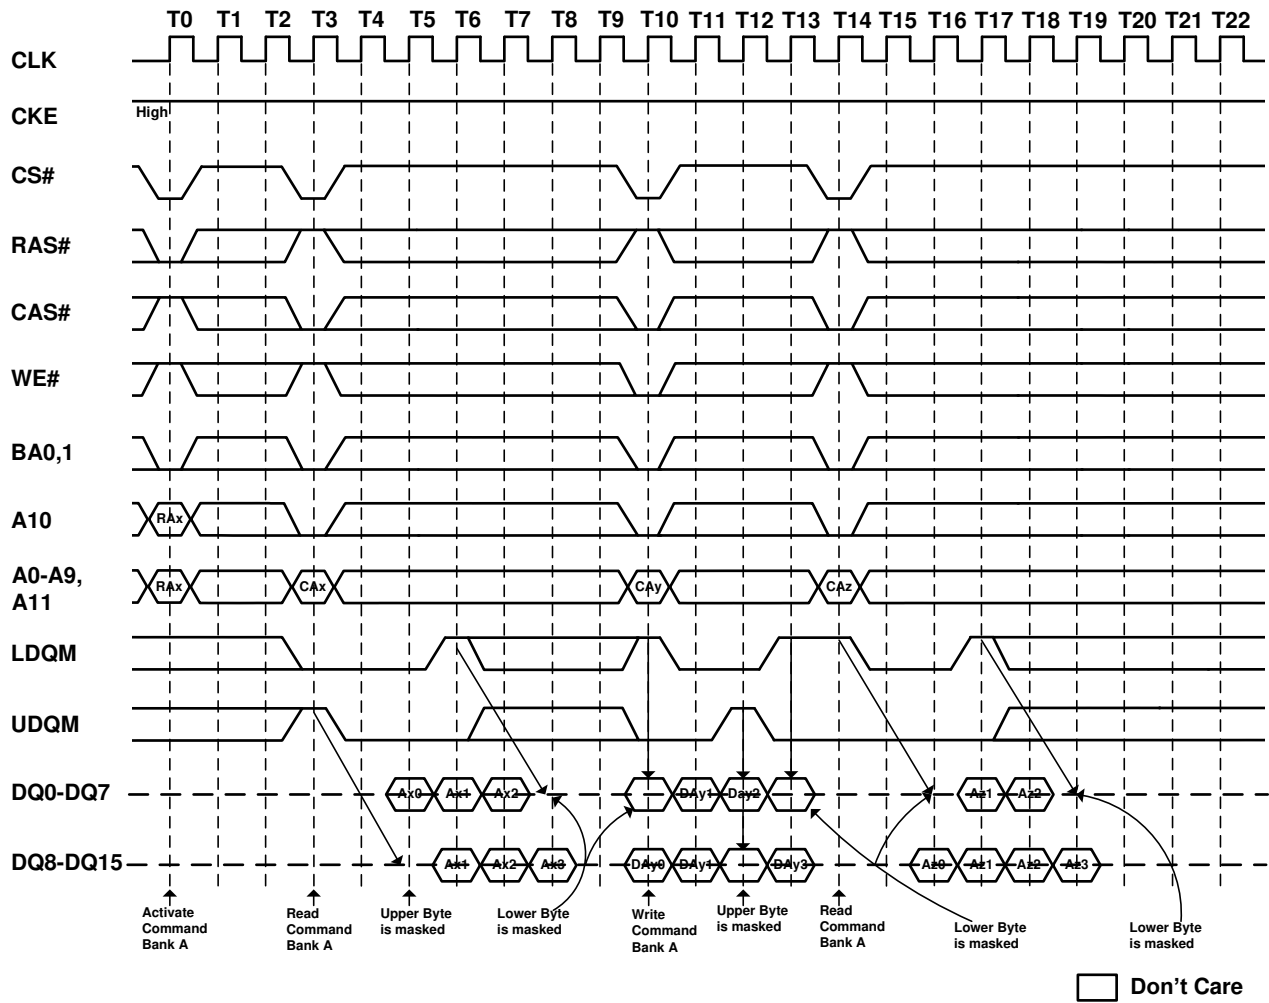 T0 T1 T2 T3 T4 T5 T6 T7 T8 T9 T10 T11 T12 T13 T14 T15 T16 T17 T18 T19 T20 T21 T22
CLK
CKE High
CS#
RAS#
CAS#
WE#
BA0,1
A10 RAx
A0-A9, RAx CAx CAy CAz
A11
LDQM
UDQM
DQ0-DQ7 Ax0 Ax1 Ax2 DAy1 Day2 Az1 Az2
DQ8-DQ15 Ax1 Ax2 Ax3 DAy0 DAy1 DAy3 Az0 Az1 Az2 Az3
Activate
Command
Bank A
Read
Command
Bank A
Upper Byte
is masked
Lower Byte
is masked
Write
Command
Bank A
Upper Byte
is masked
Read
Command
Bank A
Lower Byte
is masked
Lower Byte
is masked
Don't Care